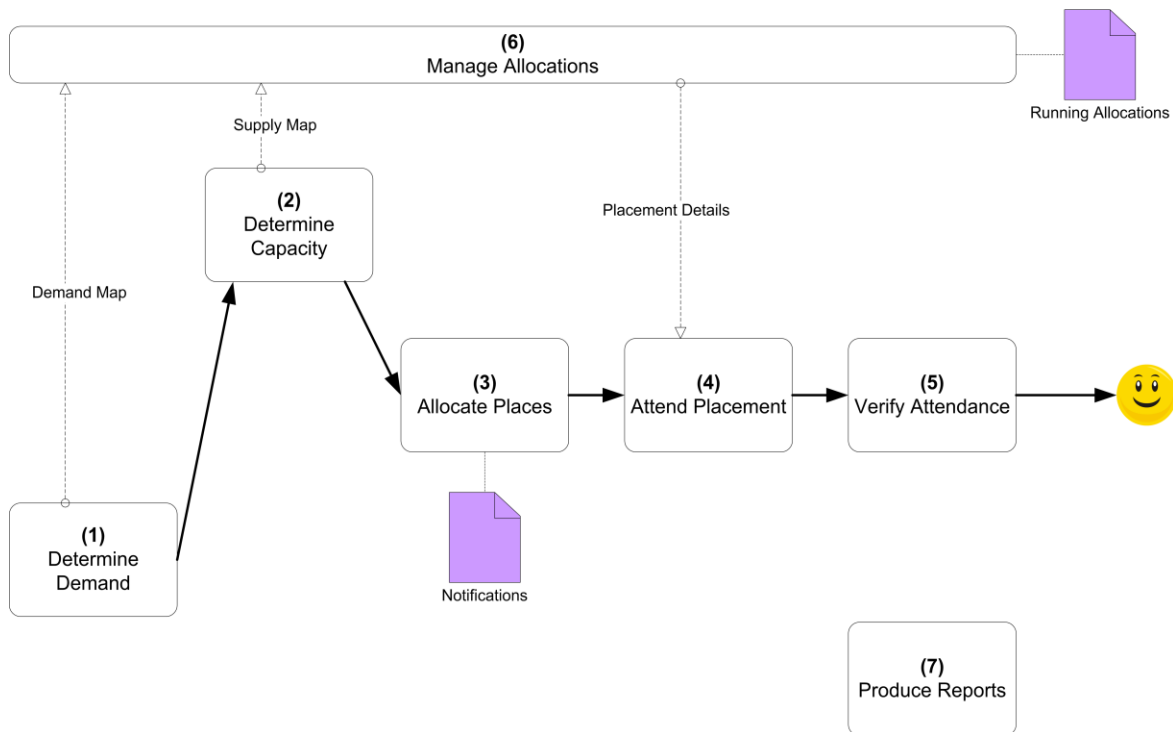 (6)
Manage Allocations
Running Allocations
Supply Map
(2)
Determine
Capacity
Placement Details
Demand Map
(3)
Allocate Places
(4)
Attend Placement
(5)
Verify Attendance
(1)
Determine
Demand
Notifications
(7)
Produce Reports